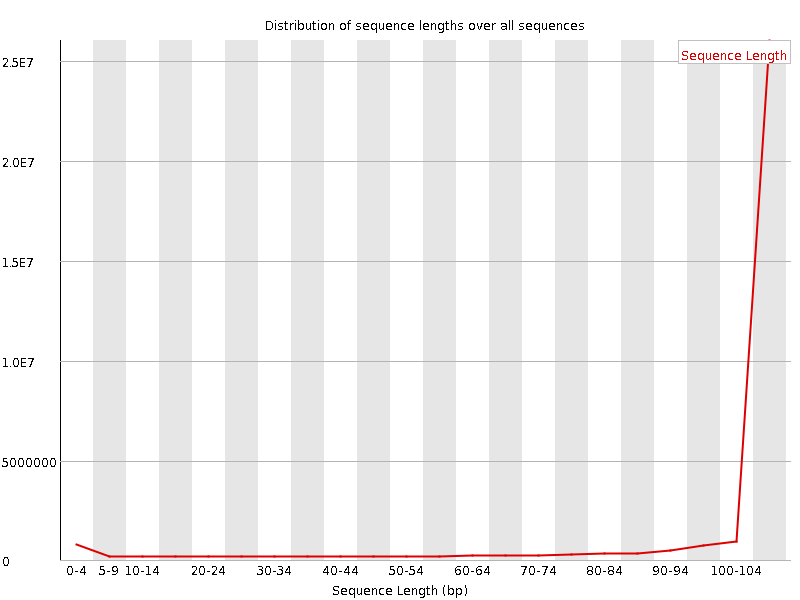 Distribution of sequence lengths over all sequences
Sequence Length
2.5E7
2.0E7
1.5E7
1.0E7
5000000
0
0-4 5-9 10-14 20-24 30-34 40-44 50-54 60-64 70-74 80-84 90-94 100-104
Sequence Length (bp)